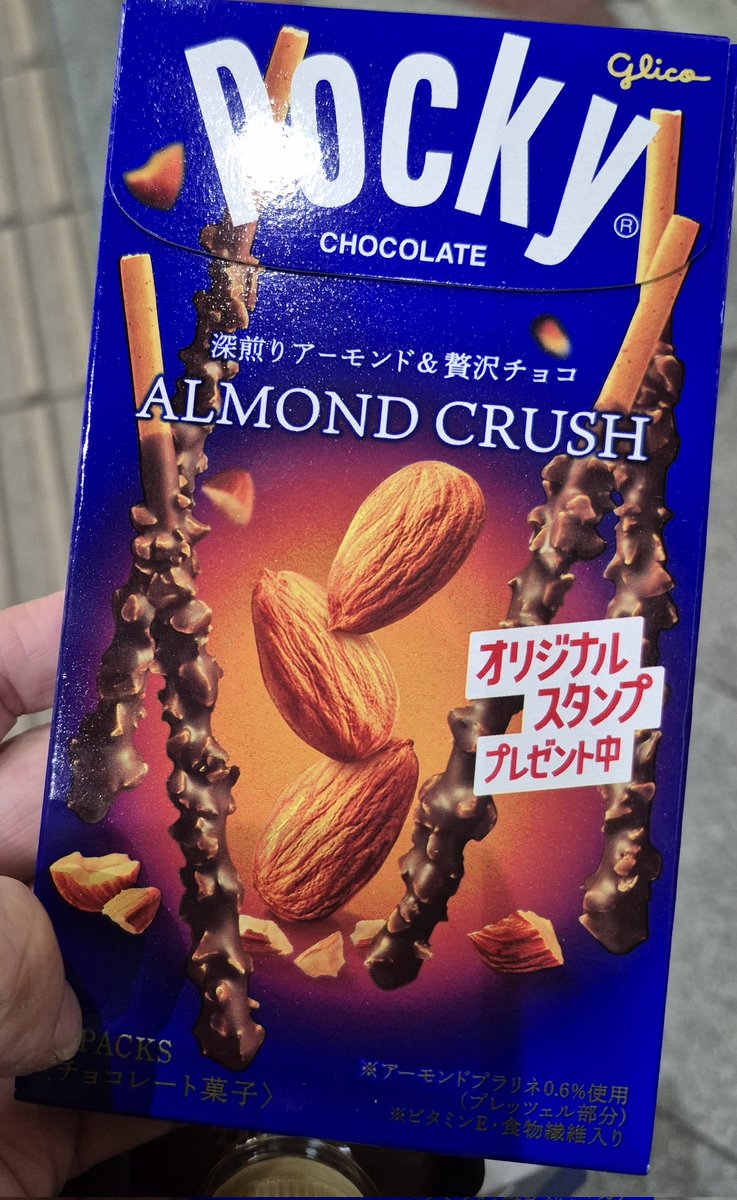 Glico
Pocky®
CHOCOLATE
深煎りアーモンド&贅沢チョコ
ALMOND CRUSH
オリジナル
スタンプ
プレゼント中
PACKS
〈チョコレート菓子〉
※アーモンドプラリネ0.6%使用
(プレッツェル部分)
※ビタミンE・食物繊維入り